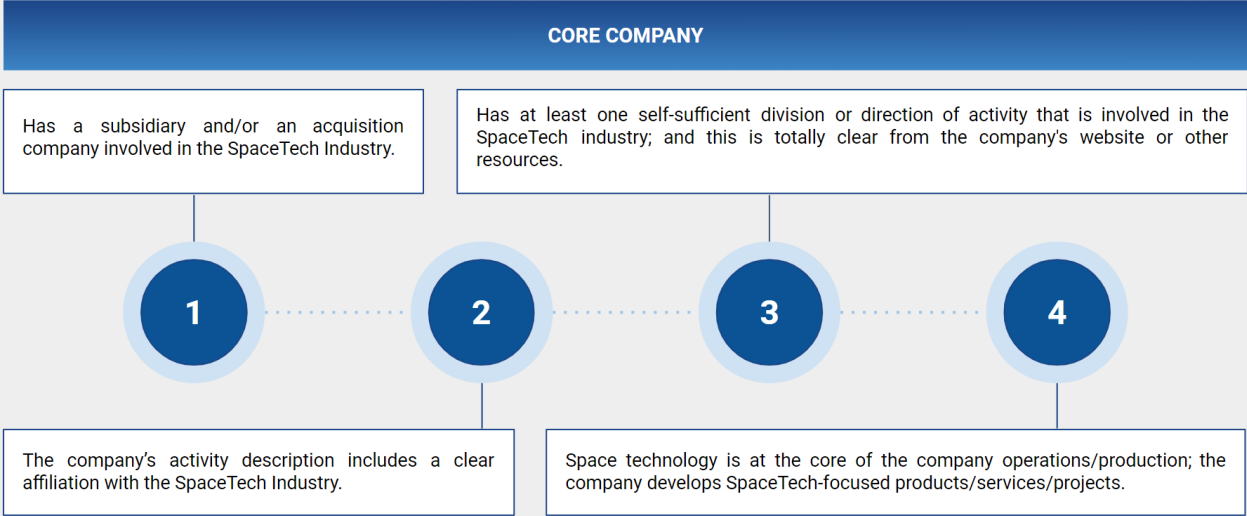 CORE COMPANY
Has a subsidiary and/or an acquisition
company involved in the SpaceTech Industry.
Has at least one self-sufficient division or direction of activity that is involved in the
SpaceTech industry; and this is totally clear from the company's website or other
resources.
1
2
3
4
The company’s activity description includes a clear
affiliation with the SpaceTech Industry.
Space technology is at the core of the company operations/production; the
company develops SpaceTech-focused products/services/projects.